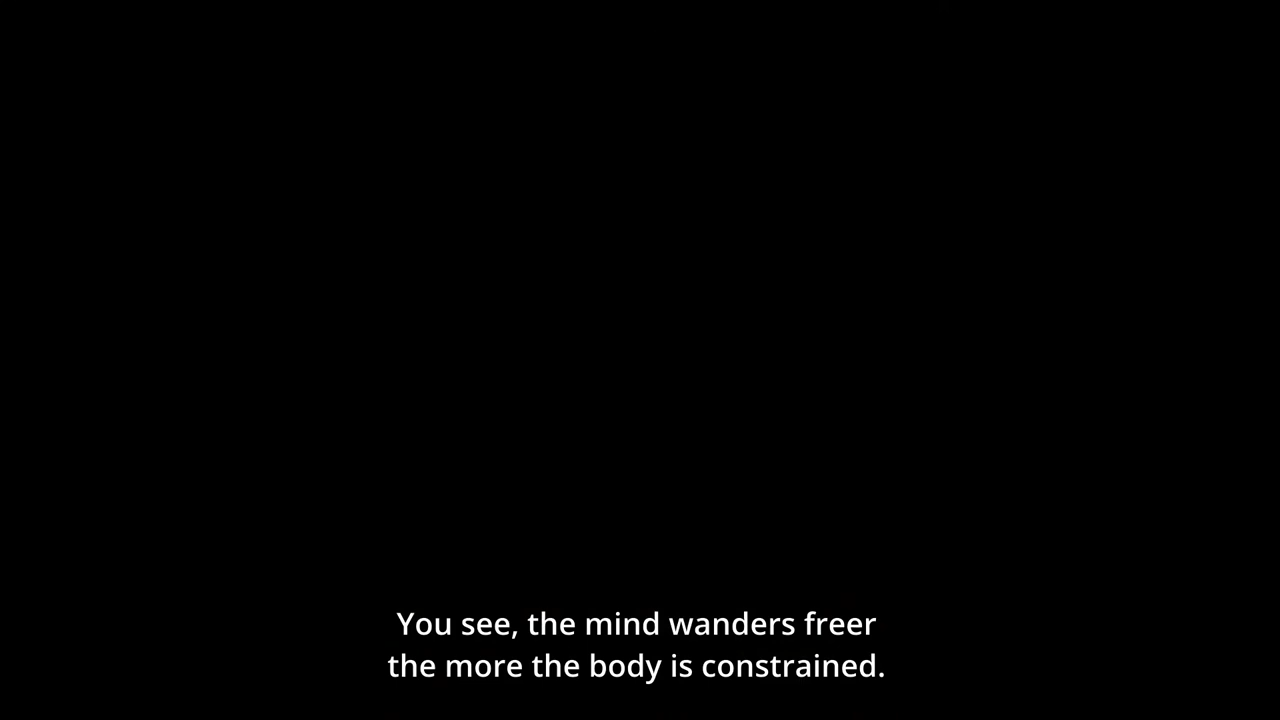 You see, the mind wanders freer
the more the body is constrained.